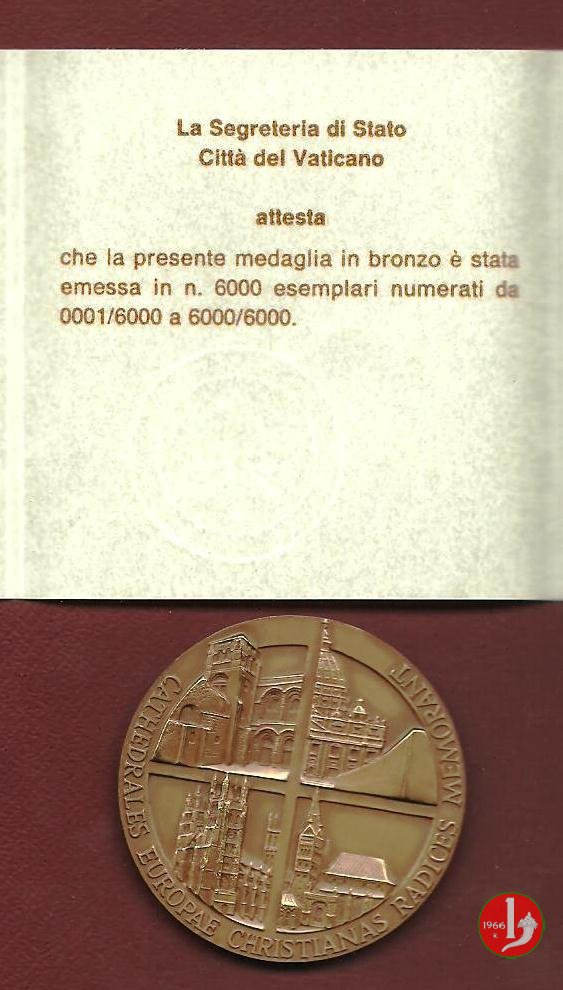 La Segreteria di Stato
Città del Vaticano
attesta
che la presente medaglia in bronzo è stata
emessa in n. 6000 esemplari numerati da
0001/6000 a 6000/6000.
CATHEDRALES EUROPAE CHRISTIANAS RADICES MEMORANT
1966
K